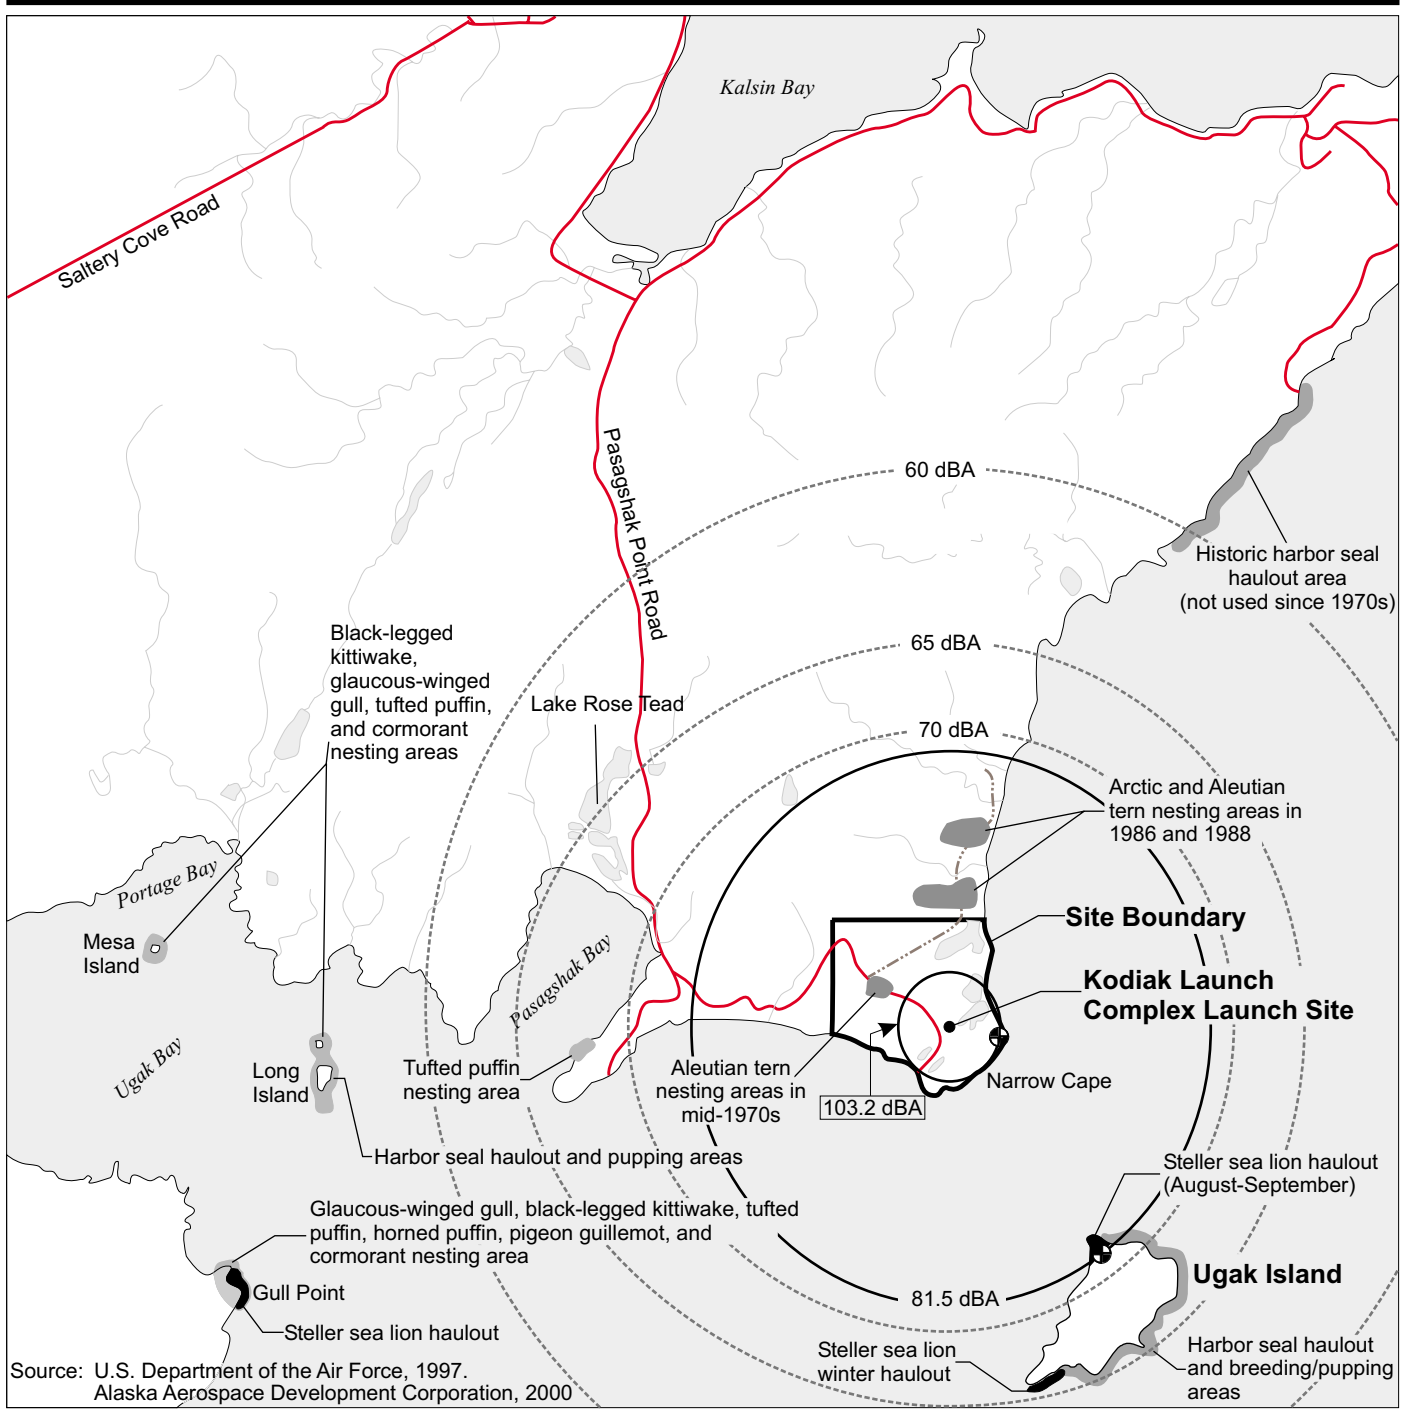 Kalsin Bay
Saltery Cove Road
Pasagshak Point Road
60 dBA
Historic harbor seal
haulout area
(not used since 1970s)
65 dBA
Black-legged
kittiwake,
glaucous-winged
gull, tufted puffin,
and cormorant
nesting areas
Lake Rose Tead
70 dBA
Arctic and Aleutian
tern nesting areas in
1986 and 1988
Portage Bay
Mesa
Island
Site Boundary
Pasagshak Bay
Kodiak Launch
Complex Launch Site
Ugak Bay
Long
Island
Tufted puffin
nesting area
Aleutian tern
nesting areas in
mid-1970s
103.2 dBA
Narrow Cape
Harbor seal haulout and pupping areas
Steller sea lion haulout
(August-September)
Glaucous-winged gull, black-legged kittiwake, tufted
puffin, horned puffin, pigeon guillemot, and
cormorant nesting area
Gull Point
Ugak Island
81.5 dBA
Steller sea lion haulout
Steller sea lion
winter haulout
Harbor seal haulout
and breeding/pupping
areas
Source: U.S. Department of the Air Force, 1997.
Alaska Aerospace Development Corporation, 2000